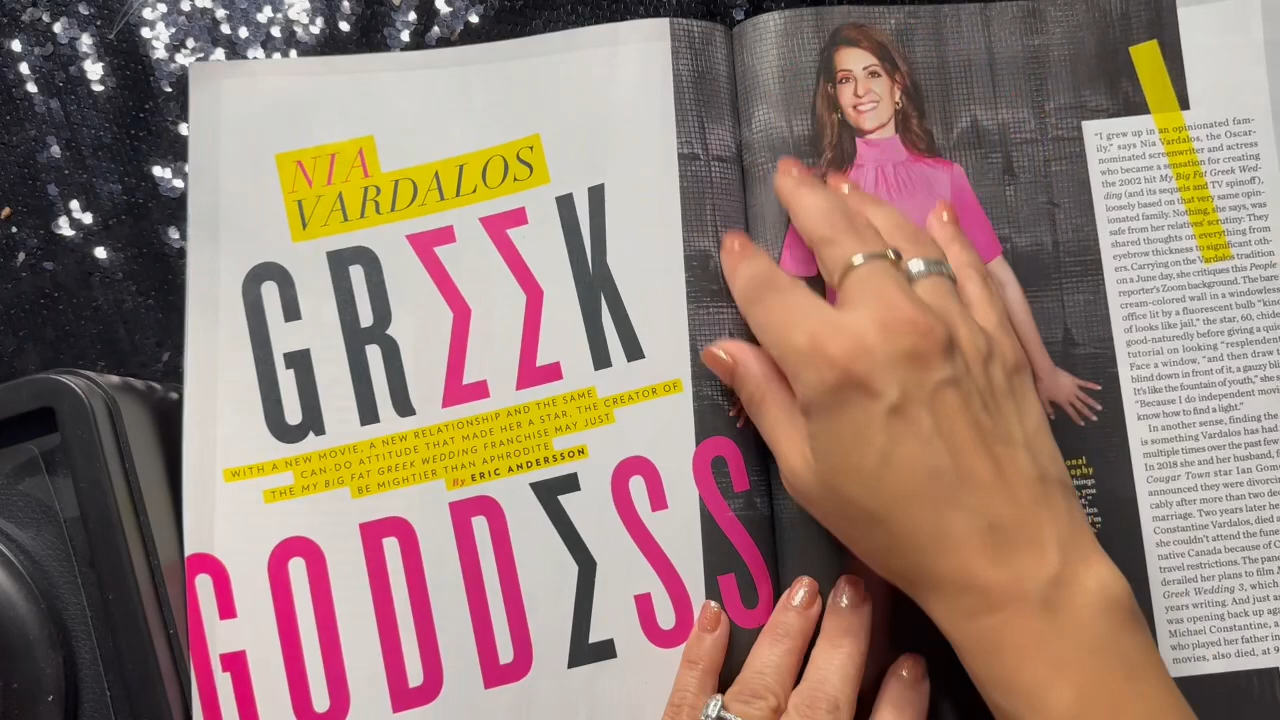 NIA
VARDALOS
GRΣΣK
WITH A NEW MOVIE, A NEW RELATIONSHIP AND THE SAME
CAN-DO ATTITUDE THAT MADE HER A STAR, THE CREATOR OF
THE MY BIG FAT GREEK WEDDING FRANCHISE MAY JUST
BE MIGHTIER THAN APHRODITE By ERIC ANDERSSON
GODDΣSS
"I grew up in an opinionated fam-
ily," says Nia Vardalos, the Oscar-
nominated screenwriter and actress
who became a sensation for creating
the 2002 hit My Big Fat Greek Wed-
ding (and its sequels and TV spinoff),
loosely based on that very same opin-
ionated family. Nothing, she says, was
safe from her relatives' scrutiny: They
shared thoughts on everything from
eyebrow thickness to significant oth-
ers. Carrying on the Vardalos tradition
on a June day, she critiques this People
reporter's Zoom background. The bare
cream-colored wall in a windowless
office lit by a fluorescent bulb "kin
of looks like jail," the star, 60, chide
good-naturedly before giving a qui
tutorial on looking "resplendent
Face a window, "and then draw
blind down in front of it, a gauzy bl
It's like the fountain of youth," she s
"Because I do independent movi
know how to find a light."
In another sense, finding the
is something Vardalos has had
multiple times over the past few
In 2018 she and her husband, f
Cougar Town star Ian Gom
announced they were divorci
cably after more than two de
marriage. Two years later he
Constantine Vardalos, died
she couldn't attend the fune
native Canada because of C
travel restrictions. The pan
derailed her plans to film
Greek Wedding 3, which
years writing. And just a
was opening back up ag
Michael Constantine, a
who played her father in
movies, also died, at 9
onal
ophy
hings
you